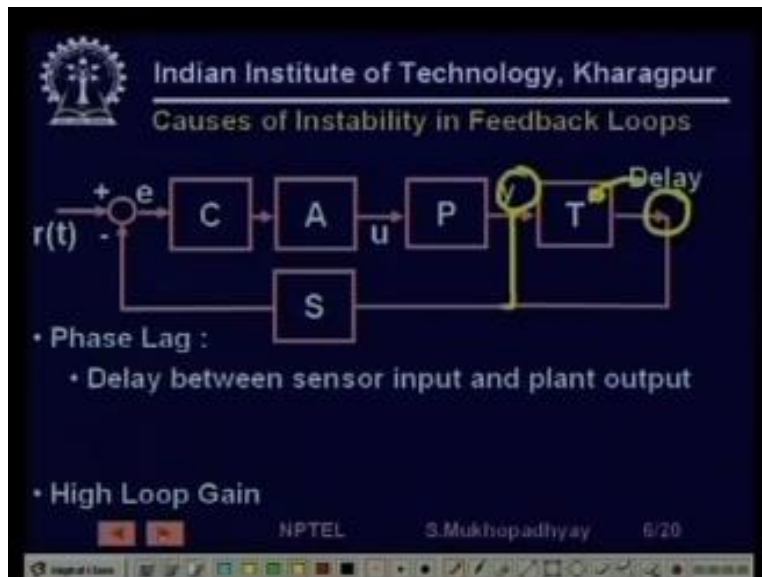 Indian Institute of Technology, Kharagpur
Causes of Instability in Feedback Loops
Delay
+ e C A u P y T
r(t) -
S
• Phase Lag :
• Delay between sensor input and plant output
• High Loop Gain
NPTEL S.Mukhopadhyay 6/20